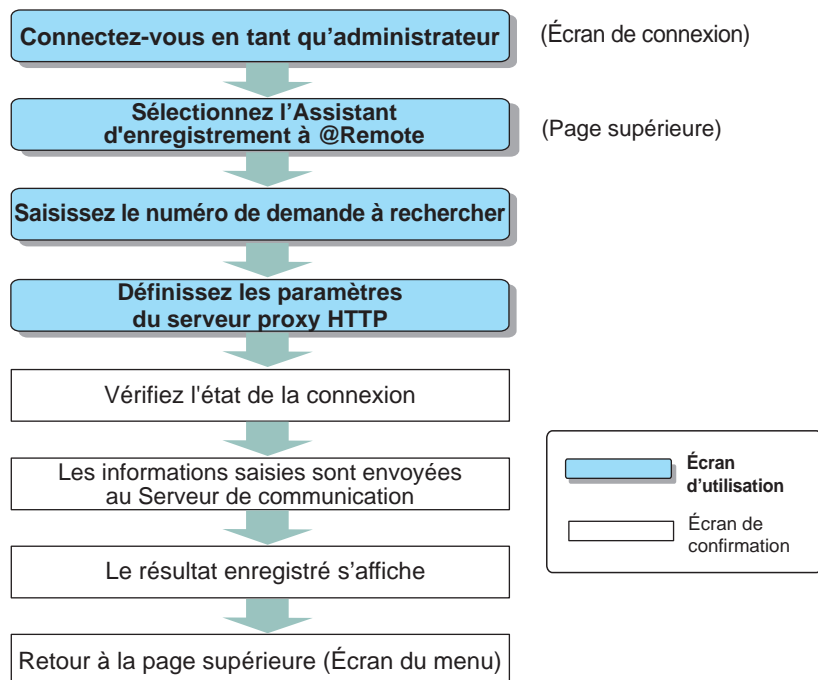 Connectez-vous en tant qu’administrateur
(Écran de connexion)
Sélectionnez l’Assistant
d'enregistrement à @Remote
(Page supérieure)
Saisissez le numéro de demande à rechercher
Définissez les paramètres
du serveur proxy HTTP
Vérifiez l'état de la connexion
Les informations saisies sont envoyées
au Serveur de communication
Le résultat enregistré s’affiche
Retour à la page supérieure (Écran du menu)
Écran
d’utilisation
Écran de
confirmation